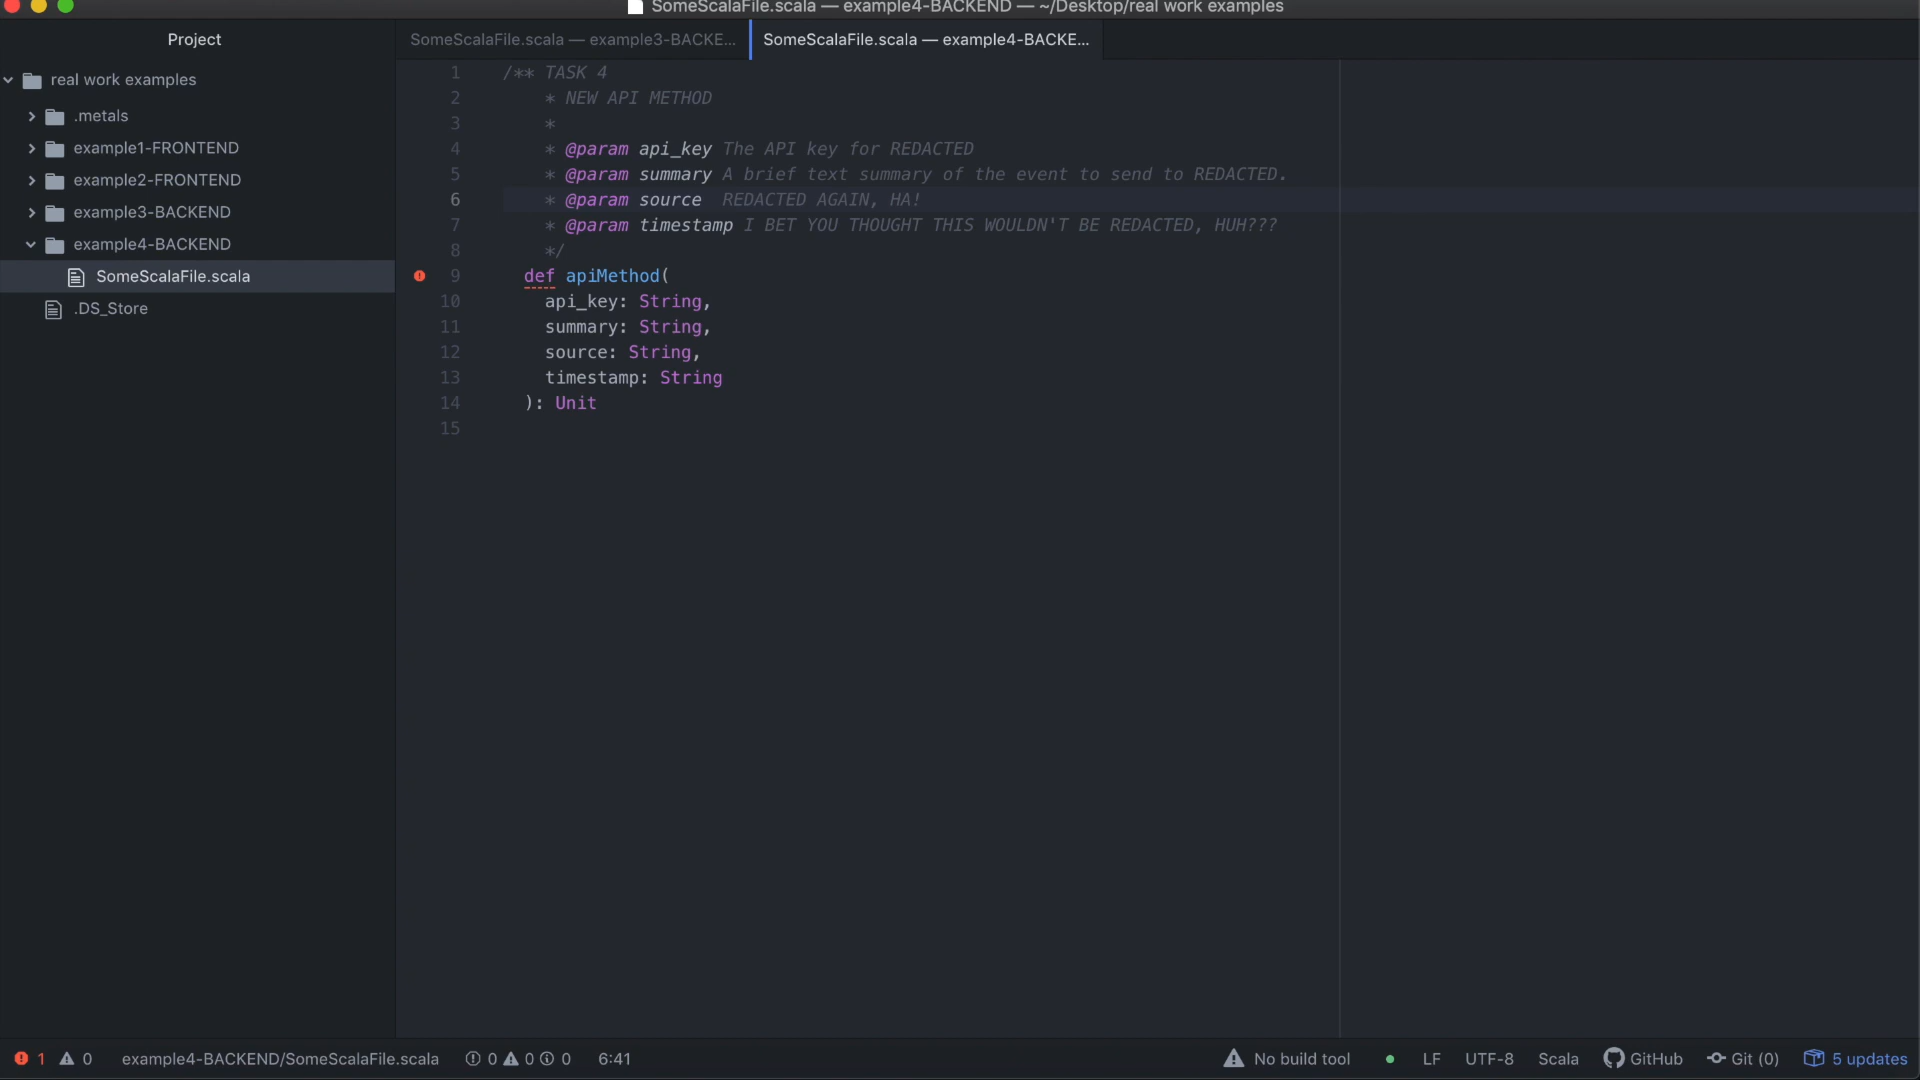 SomeScalaFile.scala — example4-BACKEND — ~/Desktop/real work examples
Project
SomeScalaFile.scala — example3-BACKE...
SomeScalaFile.scala — example4-BACKE...
real work examples
.metals
example1-FRONTEND
example2-FRONTEND
example3-BACKEND
example4-BACKEND
SomeScalaFile.scala
.DS_Store
1 /** TASK 4
2 * NEW API METHOD
3 *
4 * @param api_key The API key for REDACTED
5 * @param summary A brief text summary of the event to send to REDACTED.
6 * @param source REDACTED AGAIN, HA!
7 * @param timestamp I BET YOU THOUGHT THIS WOULDN'T BE REDACTED, HUH???
8 */
9 def apiMethod(
10 api_key: String,
11 summary: String,
12 source: String,
13 timestamp: String
14 ): Unit
15
1 0 example4-BACKEND/SomeScalaFile.scala 0 0 0 6:41 No build tool LF UTF-8 Scala GitHub Git (0) 5 updates